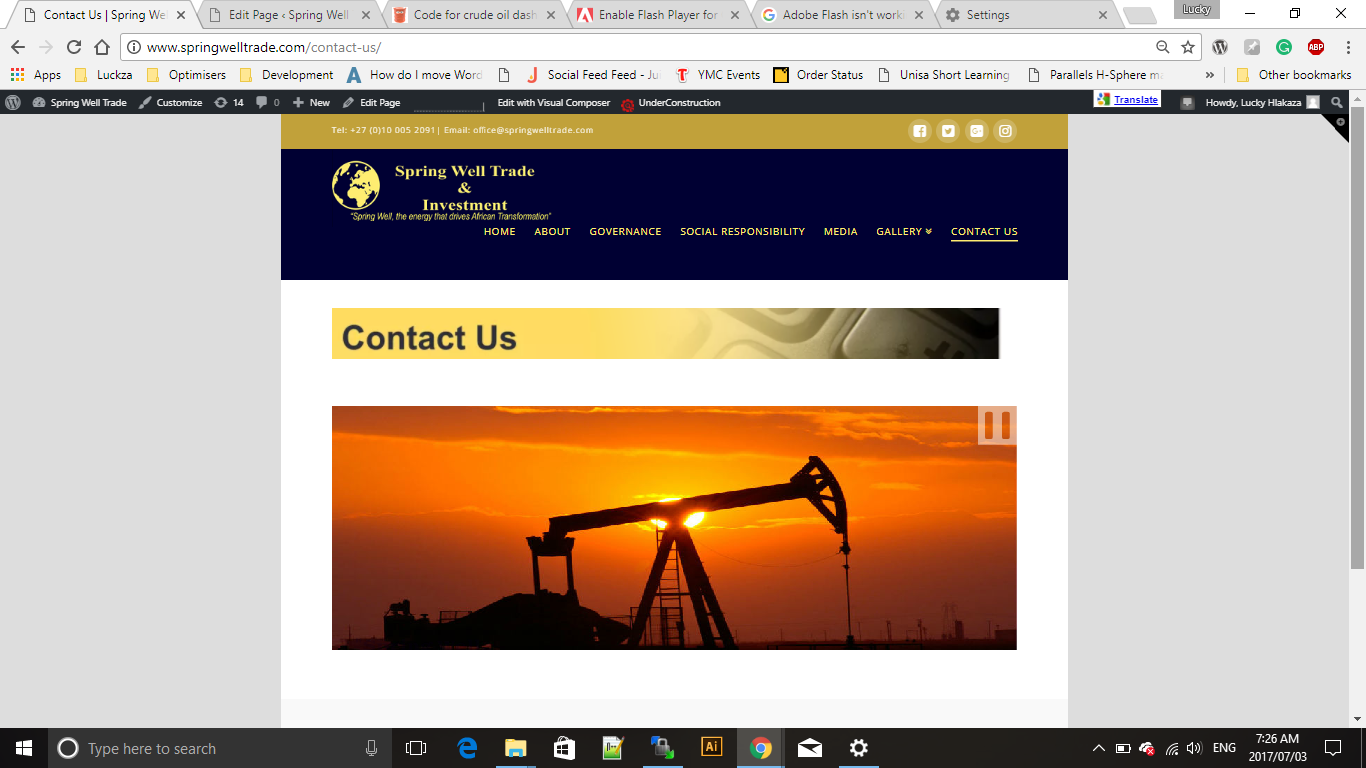 Contact Us | Spring We
Edit Page ‹ Spring Well
Code for crude oil dash
Enable Flash Player for
Adobe Flash isn't work
Settings
Lucky
www.springwelltrade.com/contact-us/
ABP
Apps
Luckza
Optimisers
Development
How do I move Word
Social Feed Feed - Ju
YMC Events
Order Status
Unisa Short Learning
Parallels H-Sphere m
»
Other bookmarks
Spring Well Trade
Customize
14
0
New
Edit Page
Edit with Visual Composer
UnderConstruction
Translate
Howdy, Lucky Hlakaza
Tel: +27 (0)10 005 2091| Email: office@springwelltrade.com
Spring Well Trade
&
Investment
"Spring Well, the energy that drives African Transformation"
HOME ABOUT GOVERNANCE SOCIAL RESPONSIBILITY MEDIA GALLERY CONTACT US
Contact Us
Type here to search
Ai
ENG
7:26 AM
2017/07/03